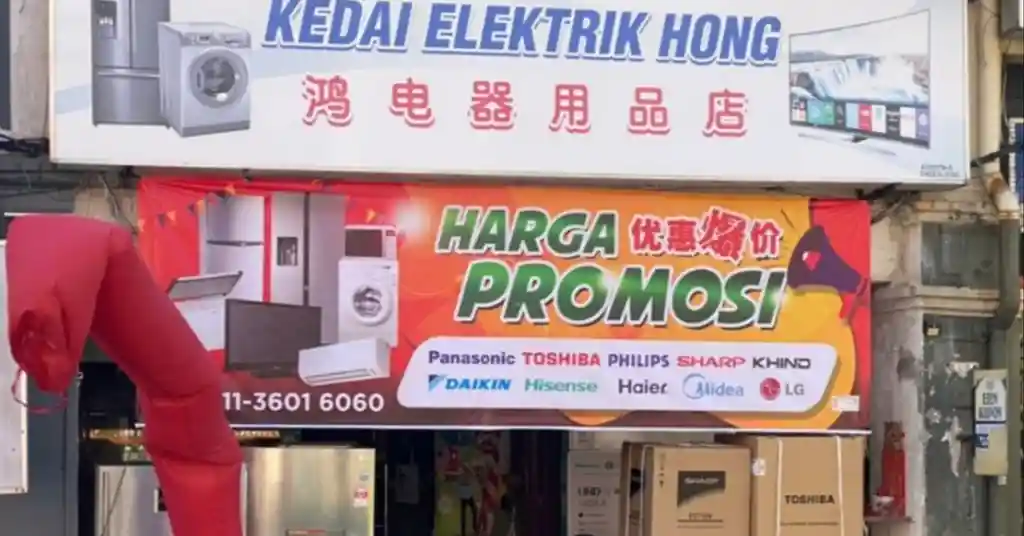 KEDAI ELEKTRIK HONG
鸿电器用品店
HARGA 优惠爆价
PROMOSI
Panasonic TOSHIBA PHILIPS SHARP KHIND
DAIKIN Hisense Haier Midea LG
11-3601 6060
SHARP
TOSHIBA